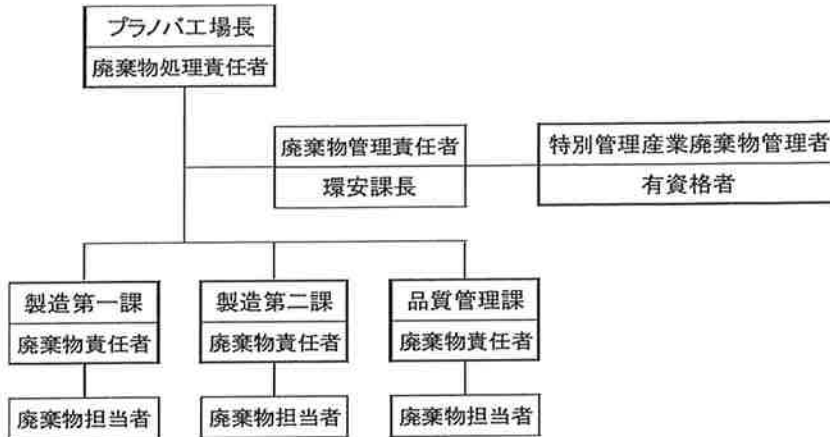 プラノバ工場長
廃棄物処理責任者
廃棄物管理責任者
環安課長
特別管理産業廃棄物管理者
有資格者
製造第一課
廃棄物責任者
廃棄物担当者
製造第二課
廃棄物責任者
廃棄物担当者
品質管理課
廃棄物責任者
廃棄物担当者